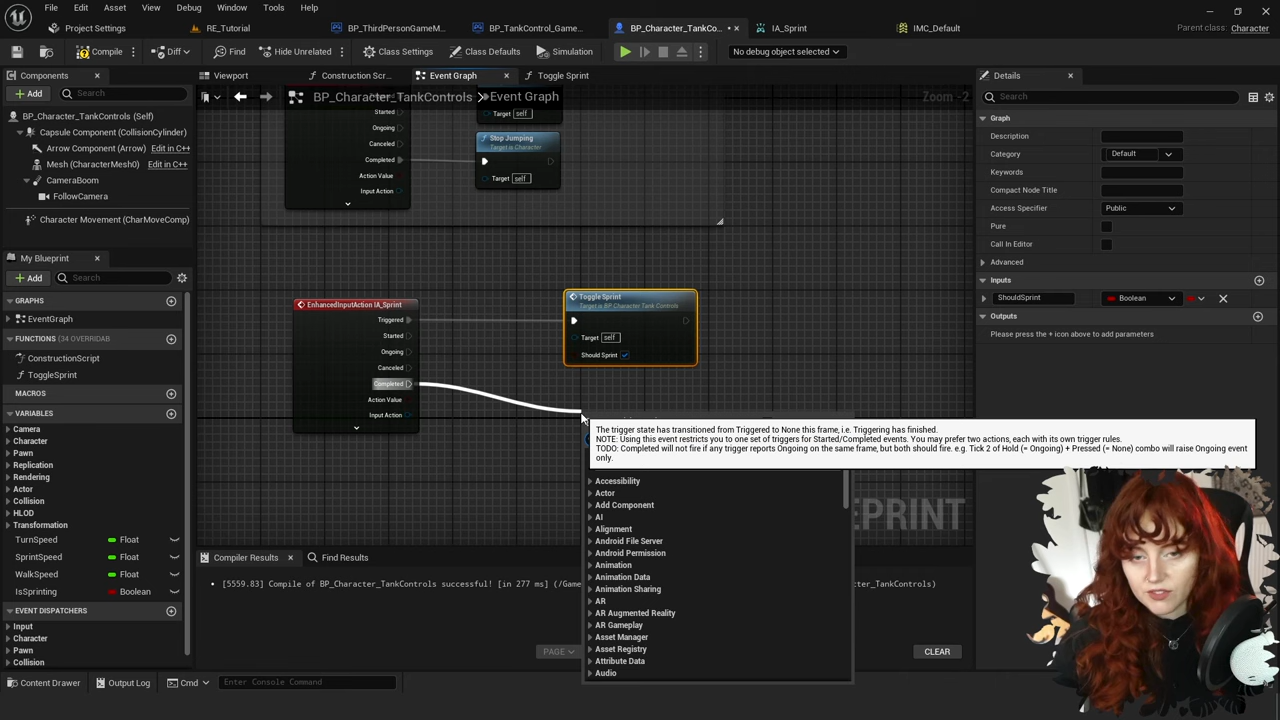 File Edit Asset View Debug Window Tools Help
Project Settings
RE_Tutorial
BP_ThirdPersonGameM...
BP_TankControl_Game...
BP_Character_TankCo...
IA_Sprint
IMC_Default
Parent class: Character
Compile
Diff
Find
Hide Unrelated
Class Settings
Class Defaults
Simulation
No debug object selected
Components
Viewport
Construction Scr...
Event Graph
Toggle Sprint
Details
Add
Search
BP_Character_TankControls
Event Graph
Zoom -2
Search
BP_Character_TankControls (Self)
Capsule Component (CollisionCylinder)
Arrow Component (Arrow) Edit in C++
Mesh (CharacterMesh0) Edit in C++
CameraBoom
FollowCamera
Character Movement (CharMoveComp)
My Blueprint
Add
Search
GRAPHS
EventGraph
FUNCTIONS (34 OVERRIDAB
ConstructionScript
ToggleSprint
MACROS
VARIABLES
Camera
Character
Pawn
Replication
Rendering
Actor
Collision
HLOD
Transformation
TurnSpeed Float
SprintSpeed Float
WalkSpeed Float
IsSprinting Boolean
EVENT DISPATCHERS
Input
Character
Pawn
Collision
Started
Ongoing
Canceled
Completed
Action Value
Input Action
Target self
Stop Jumping
Target is Character
Target self
EnhancedInputAction IA_Sprint
Triggered
Started
Ongoing
Canceled
Completed
Action Value
Input Action
Toggle Sprint
Target is BP Character Tank Controls
Target self
Should Sprint
The trigger state has transitioned from Triggered to None this frame, i.e. Triggering has finished.
NOTE: Using this event restricts you to one set of triggers for Started/Completed events. You may prefer two actions, each with its own trigger rules.
TODO: Completed will not fire if any trigger reports Ongoing on the same frame, but both should fire. e.g. Tick 2 of Hold (= Ongoing) + Pressed (= None) combo will raise Ongoing event
only.
Accessibility
Actor
Add Component
AI
Alignment
Android File Server
Android Permission
Animation
Animation Data
Animation Sharing
AR
AR Augmented Reality
AR Gameplay
Asset Manager
Asset Registry
Attribute Data
Audio
Graph
Description
Category Default
Keywords
Compact Node Title
Access Specifier Public
Pure
Call In Editor
Advanced
Inputs
ShouldSprint Boolean
Outputs
Please press the + icon above to add parameters
Compiler Results
Find Results
[5559.83] Compile of BP_Character_TankControls successful! [in 277 ms] (/Game
acter_TankControls)
PAGE
CLEAR
Content Drawer
Output Log
Cmd
Enter Console Command